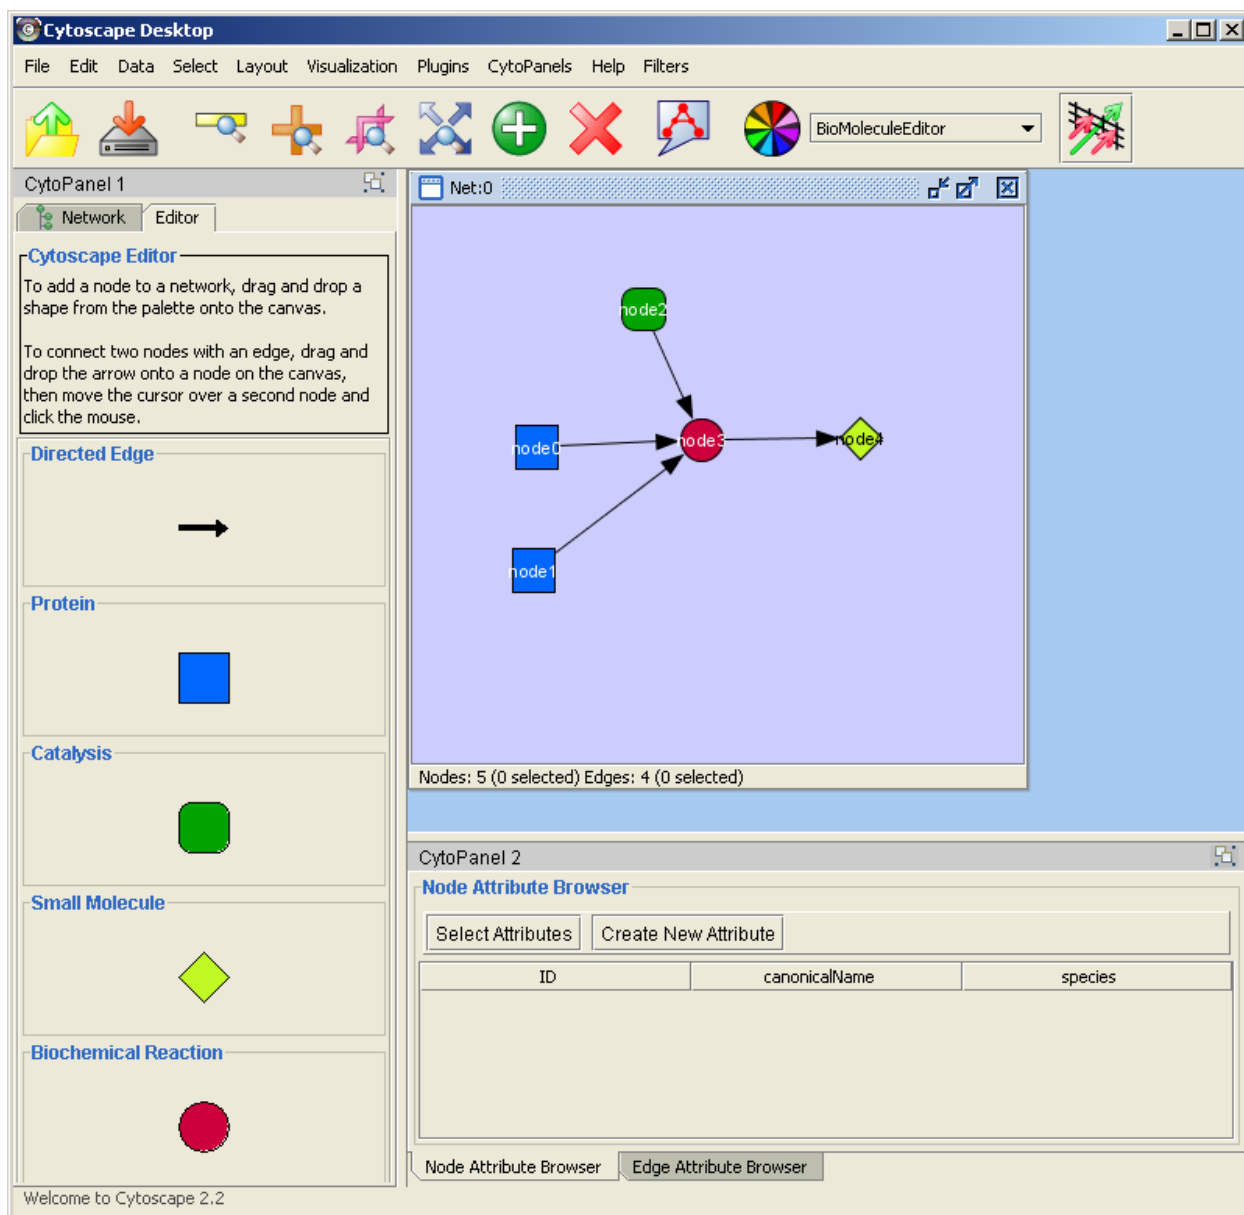 Cytoscape Desktop
File Edit Data Select Layout Visualization Plugins CytoPanels Help Filters
BioMoleculeEditor
CytoPanel 1
Network Editor
Cytoscape Editor
To add a node to a network, drag and drop a
shape from the palette onto the canvas.
To connect two nodes with an edge, drag and
drop the arrow onto a node on the canvas,
then move the cursor over a second node and
click the mouse.
Directed Edge
Protein
Catalysis
Small Molecule
Biochemical Reaction
Net:0
node2
node0
node3
node4
node1
Nodes: 5 (0 selected) Edges: 4 (0 selected)
CytoPanel 2
Node Attribute Browser
Select Attributes Create New Attribute
ID canonicalName species
Node Attribute Browser Edge Attribute Browser
Welcome to Cytoscape 2.2